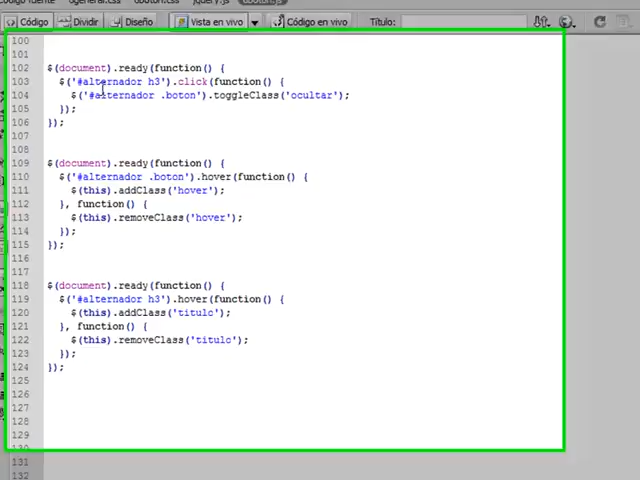 Código Dividir Diseño Vista en vivo Código en vivo Título:
100
101
102 $(document).ready(function() {
103 $('#alternador h3').click(function() {
104 $('#alternador .boton').toggleClass('ocultar');
105 });
106 });
107
108
109 $(document).ready(function() {
110 $('#alternador .boton').hover(function() {
111 $(this).addClass('hover');
112 }, function() {
113 $(this).removeClass('hover');
114 });
115 });
116
117
118 $(document).ready(function() {
119 $('#alternador h3').hover(function() {
120 $(this).addClass('titulo');
121 }, function() {
122 $(this).removeClass('titulo');
123 });
124 });
125
126
127
128
129
130
131
132